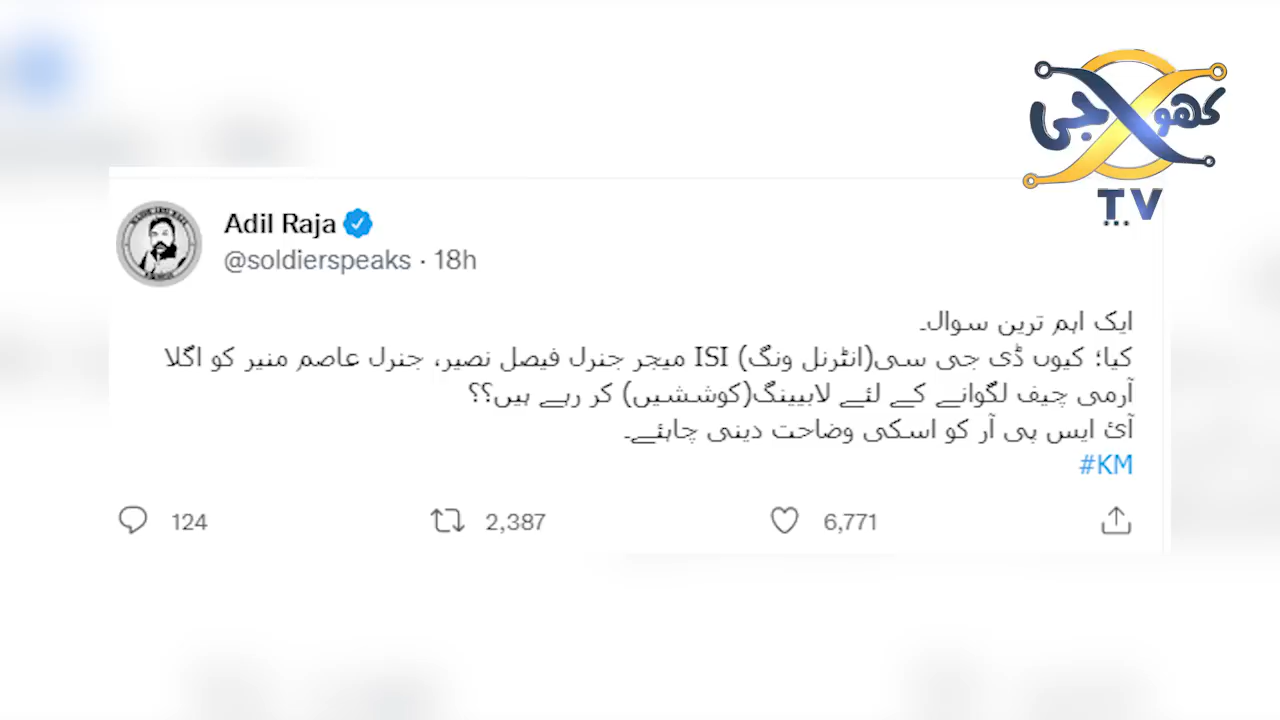 کھوجی
TV
Adil Raja
@soldierspeaks · 18h
ایک اہم ترین سوال۔
کیا؛ کیوں ڈی جی سی(انٹرنل ونگ) ISI میجر جنرل فیصل نصیر، جنرل عاصم منیر کو اگلا
آرمی چیف لگوانے کے لئے لابیینگ(کوششیں) کر رہے ہیں؟؟
آئ ایس پی آر کو اسکی وضاحت دینی چاہئے۔
#KM
124 2,387 6,771